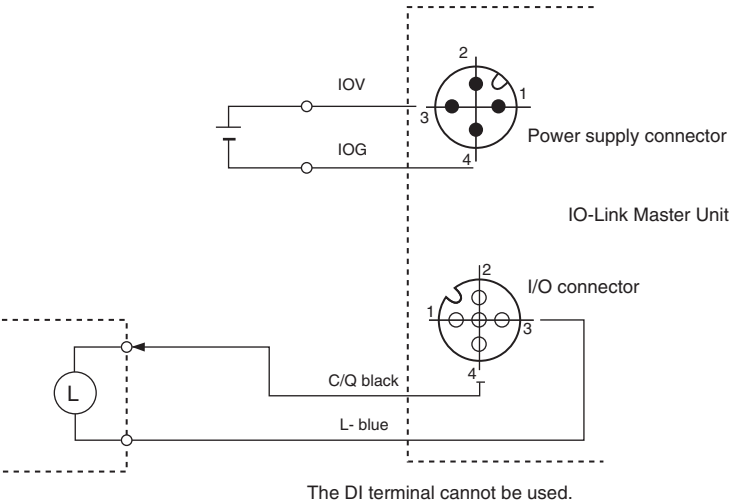 2
IOV
1
3
Power supply connector
IOG
4
IO-Link Master Unit
2
I/O connector
1
3
4
L
C/Q black
L- blue
The DI terminal cannot be used.